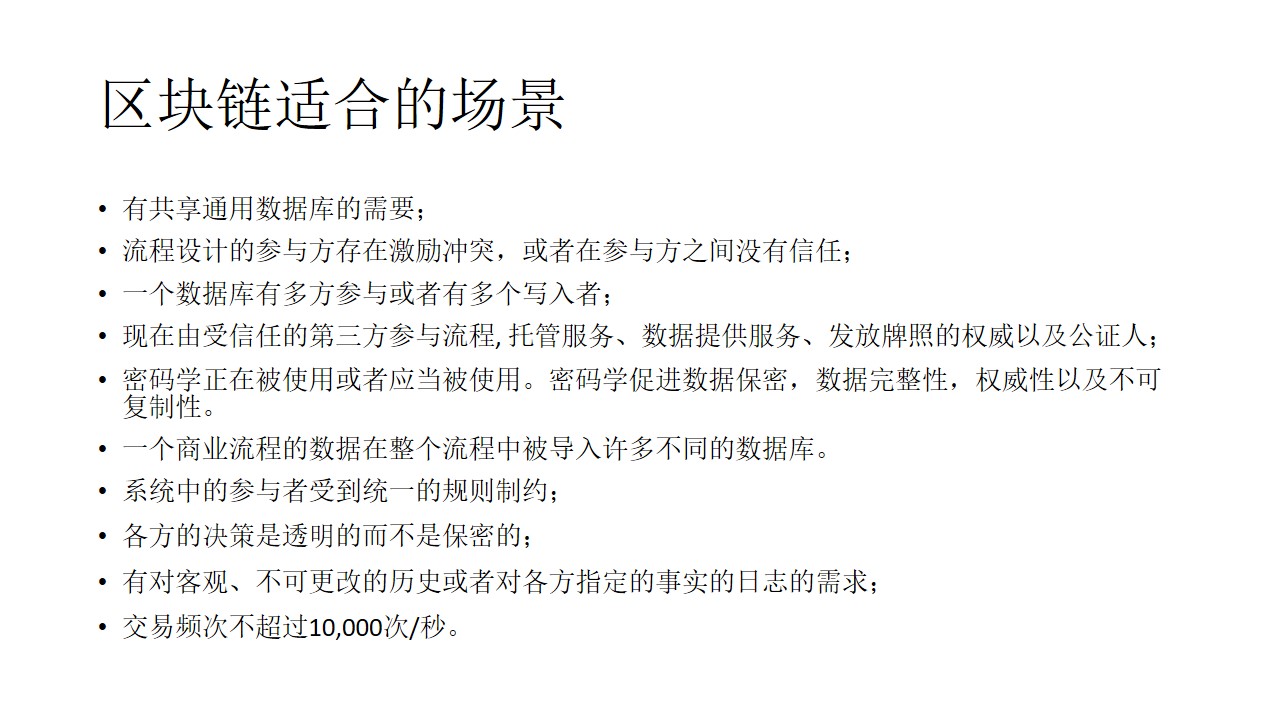 区块链适合的场景
• 有共享通用数据库的需要；
• 流程设计的参与方存在激励冲突，或者在参与方之间没有信任；
• 一个数据库有多方参与或者有多个写入者；
• 现在由受信任的第三方参与流程, 托管服务、数据提供服务、发放牌照的权威以及公证人；
• 密码学正在被使用或者应当被使用。密码学促进数据保密，数据完整性，权威性以及不可
复制性。
• 一个商业流程的数据在整个流程中被导入许多不同的数据库。
• 系统中的参与者受到统一的规则制约；
• 各方的决策是透明的而不是保密的；
• 有对客观、不可更改的历史或者对各方指定的事实的日志的需求；
• 交易频次不超过10,000次/秒。